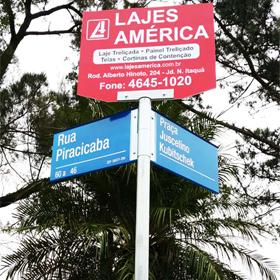 LAJES
AMÉRICA
Laje Treliçada - Painel Treliçado
Telas - Cortinas de Contenção
www.lajesamerica.com.br
Rod. Alberto Hinoto, 204 - Jd. N. Itaquá
Fone: 4645-1020
Rua
Piracicaba
60 a 46
Praça
Juscelino
Kubitschek